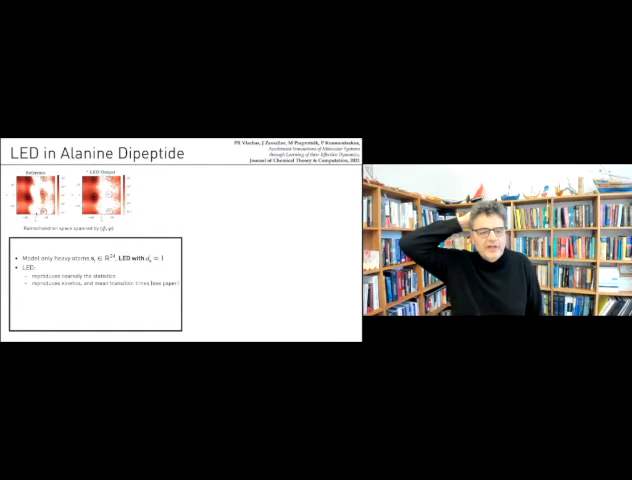 LED in Alanine Dipeptide
PR Vlachas, J Zavadlav, M Praprotnik, P Koumoutsakos,
Accelerated Simulations of Molecular Systems
through Learning of their Effective Dynamics,
Journal of Chemical Theory & Computation, 2021
Reference
LED Output
Ramachandran space spanned by (ϕ,ψ)
• Model only heavy atoms sₜ ∈ ℝ²⁴, LED with dz = 1
• LED:
- reproduces coarsely the statistics
- reproduces kinetics, and mean transition times (see paper)